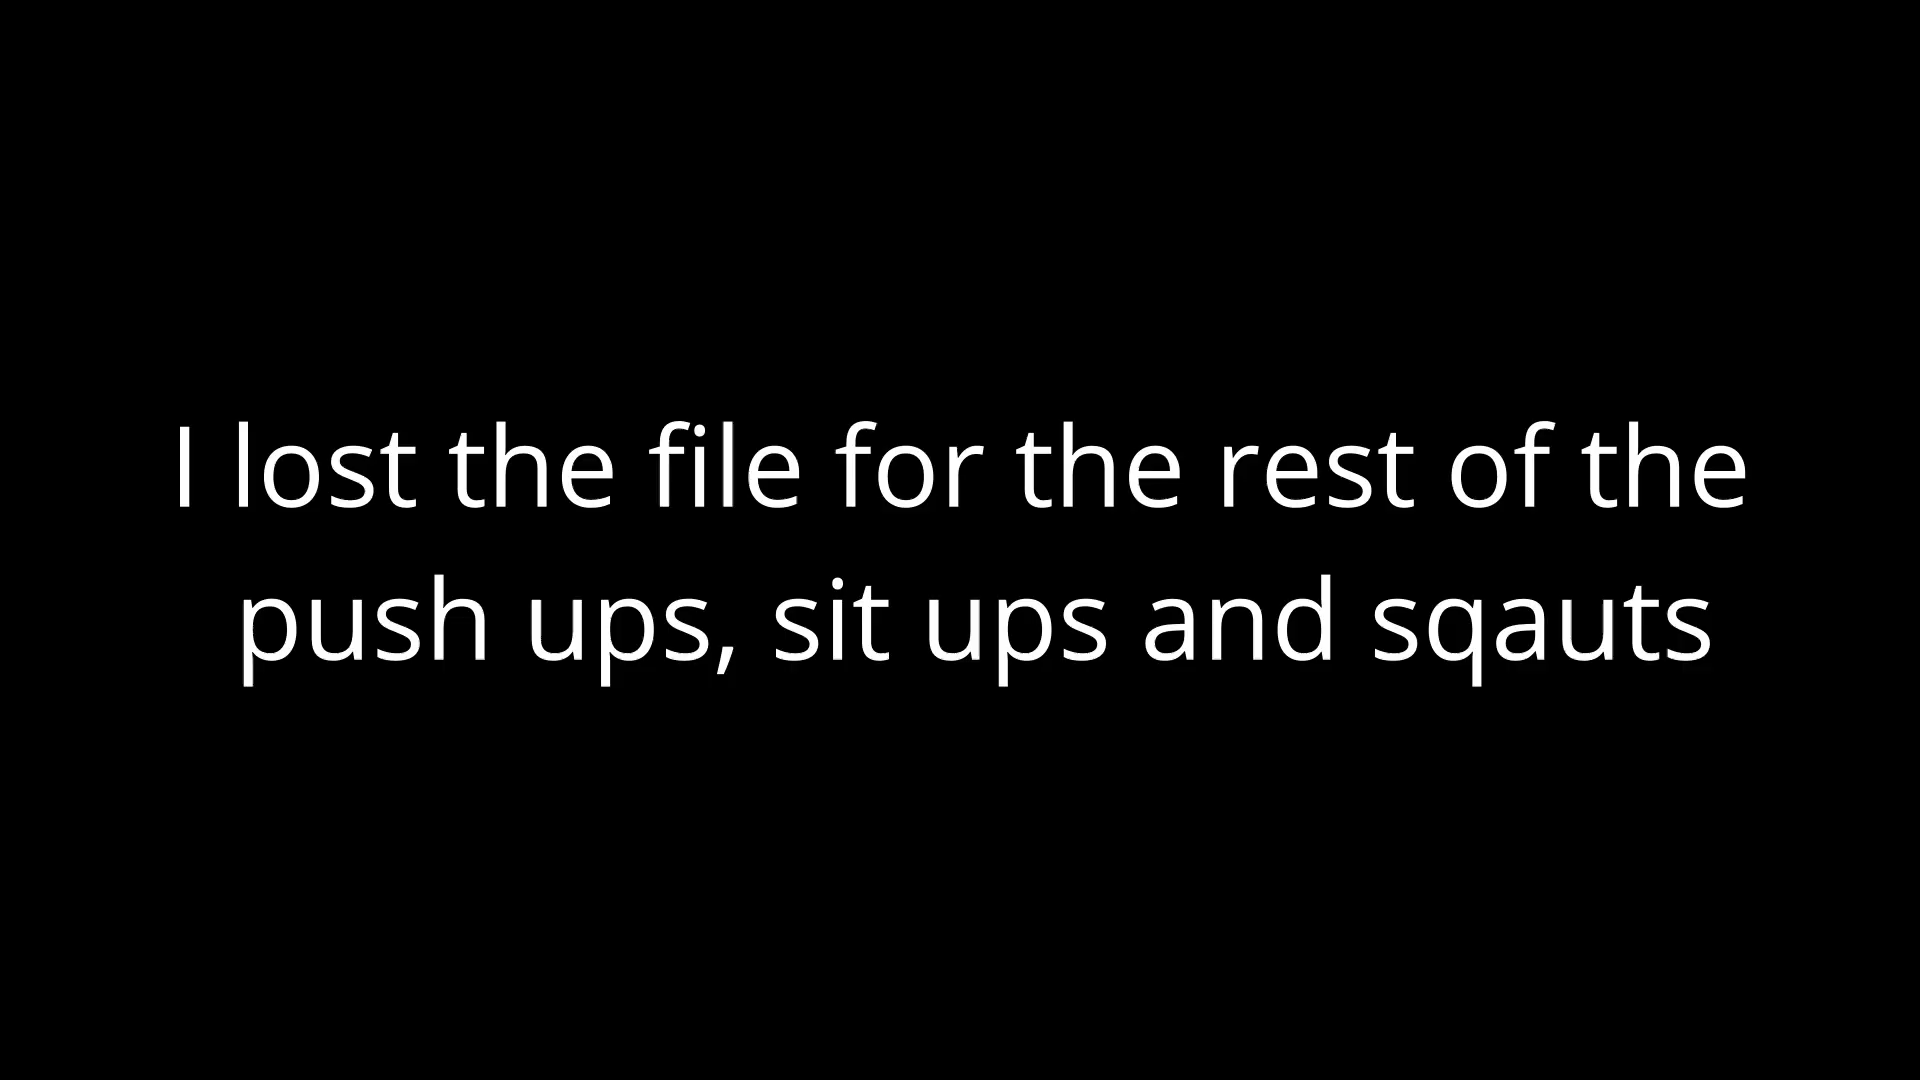 I lost the file for the rest of the
push ups, sit ups and sqauts